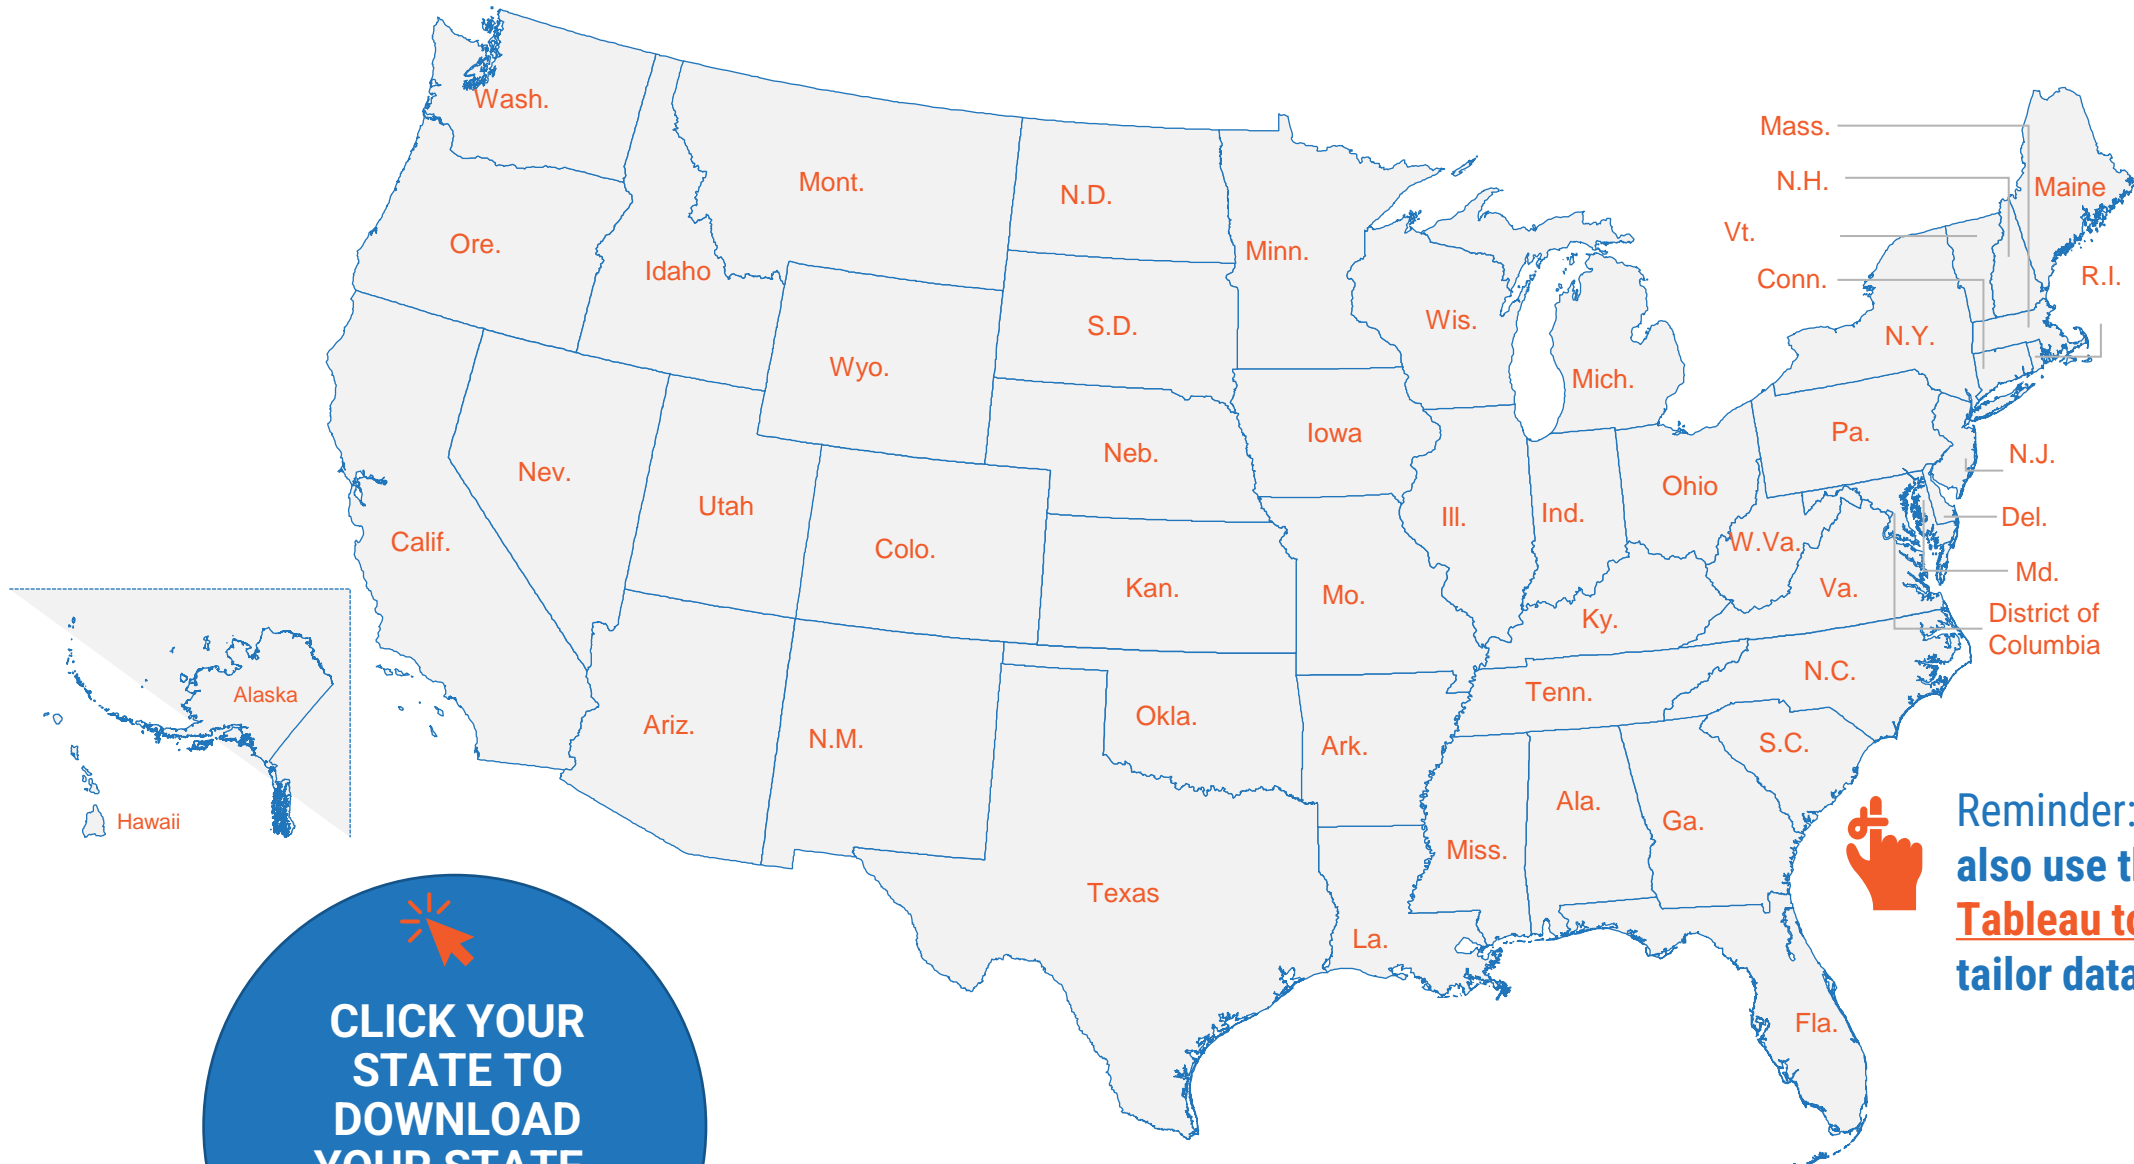 Wash.
Mass.
Mont.
N.H.
Maine
N.D.
Vt.
Ore.
Minn.
Idaho
Conn.
R.I.
Wis.
S.D.
N.Y.
Wyo.
Mich.
Iowa
Pa.
Neb.
N.J.
Nev.
Ohio
Utah
Ill.
Ind.
Del.
Calif.
W.Va.
Colo.
Md.
Kan.
Va.
Mo.
District of
Columbia
Ky.
N.C.
Alaska
Tenn.
Okla.
Ariz.
N.M.
S.C.
Ark.
Ala.
Hawaii
Ga.
Miss.
Texas
La.
Fla.
Reminder:
also use
Tableau
tailor data
CLICK YOUR
STATE TO
DOWNLOAD
YOUR STATE